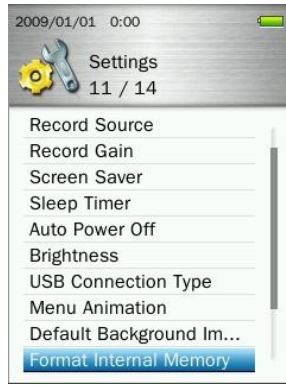 2009/01/01 0:00
Settings
11 / 14
Record Source
Record Gain
Screen Saver
Sleep Timer
Auto Power Off
Brightness
USB Connection Type
Menu Animation
Default Background Im...
Format Internal Memory